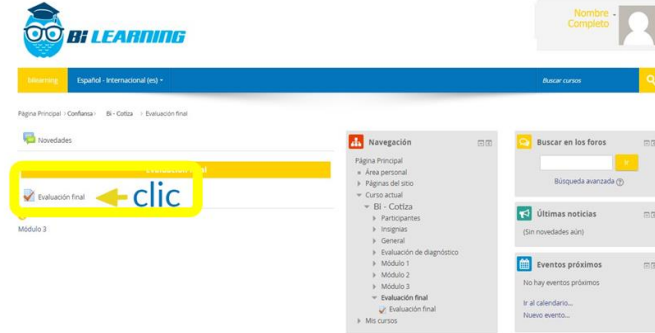 Bi LEARNING
Nombre
Completo
bilearning
Español - Internacional (es)
Buscar cursos
Página Principal › Confianza › Bi - Cotiza › Evaluación final
Novedades
Evaluación final
clic
Módulo 3
Navegación
Página Principal
Área personal
Páginas del sitio
Curso actual
Bi - Cotiza
Participantes
Insignias
General
Evaluación de diagnóstico
Módulo 1
Módulo 2
Módulo 3
Evaluación final
Evaluación final
Mis cursos
Buscar en los foros
Búsqueda avanzada
Últimas noticias
(Sin novedades aún)
Eventos próximos
No hay eventos próximos
Ir al calendario...
Nuevo evento...